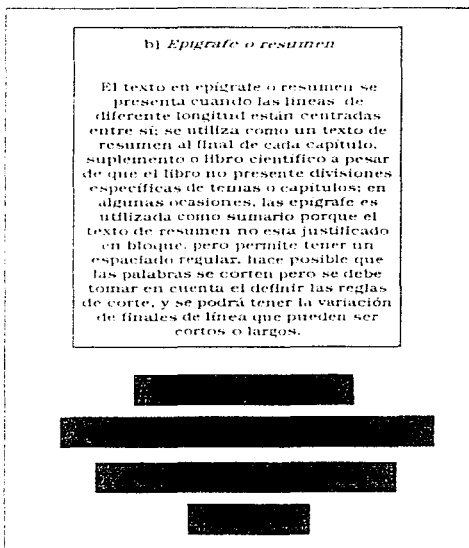 b) Epígrafe o resumen
El texto en epígrafe o resumen se
presenta cuando las líneas de
diferente longitud están centradas
entre sí; se utiliza como un texto de
resumen al final de cada capítulo,
suplemento o libro científico a pesar
de que el libro no presente divisiones
específicas de temas o capítulos; en
algunas ocasiones, las epígrafe es
utilizada como sumario porque el
texto de resumen no esta justificado
en bloque, pero permite tener un
espaciado regular, hace posible que
las palabras se corten pero se debe
tomar en cuenta el definir las reglas
de corte, y se podrá tener la variación
de finales de línea que pueden ser
cortos o largos.